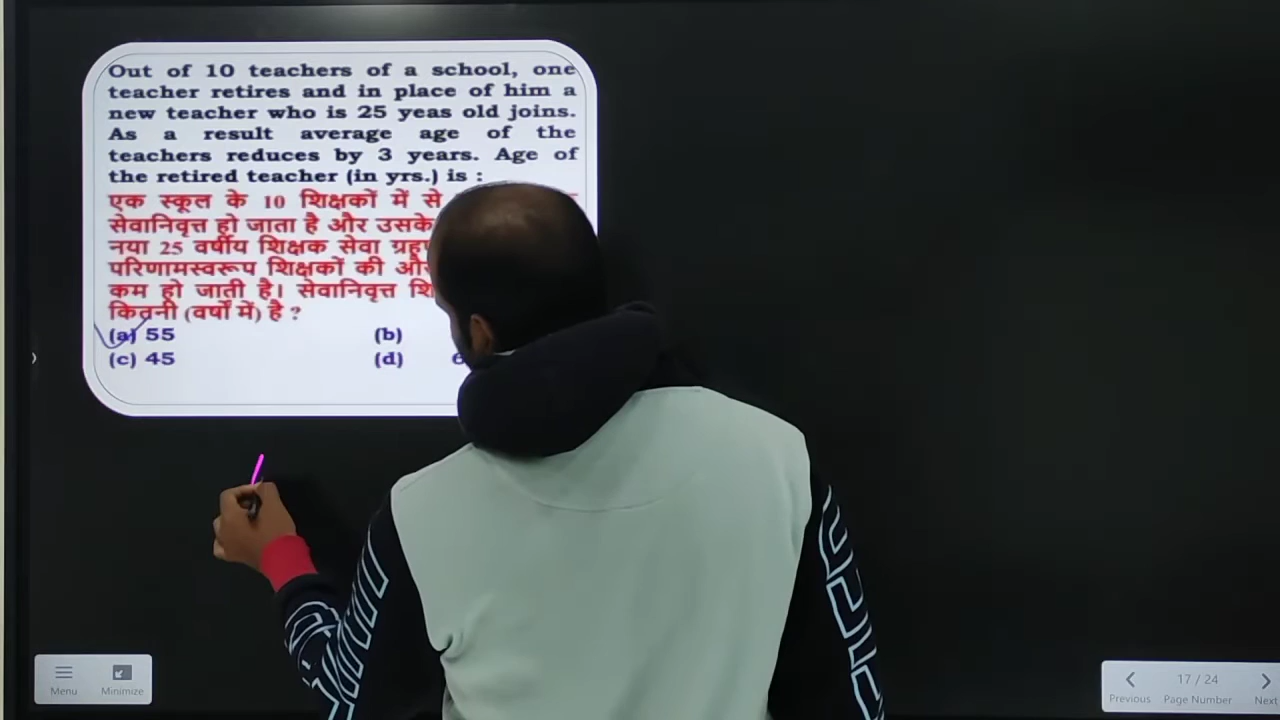 Out of 10 teachers of a school, one
teacher retires and in place of him a
new teacher who is 25 yeas old joins.
As a result average age of the
teachers reduces by 3 years. Age of
the retired teacher (in yrs.) is :
एक स्कूल के 10 शिक्षकों में से
सेवानिवृत्त हो जाता है और उसके
नया 25 वर्षीय शिक्षक सेवा
परिणामस्वरूप शिक्षकों की
कम हो जाती है। सेवानिवृत्त
कितनी (वर्षों में) है ?
(a) 55 (b)
(c) 45 (d)
Menu Minimize
17 / 24
Previous Page Number Next